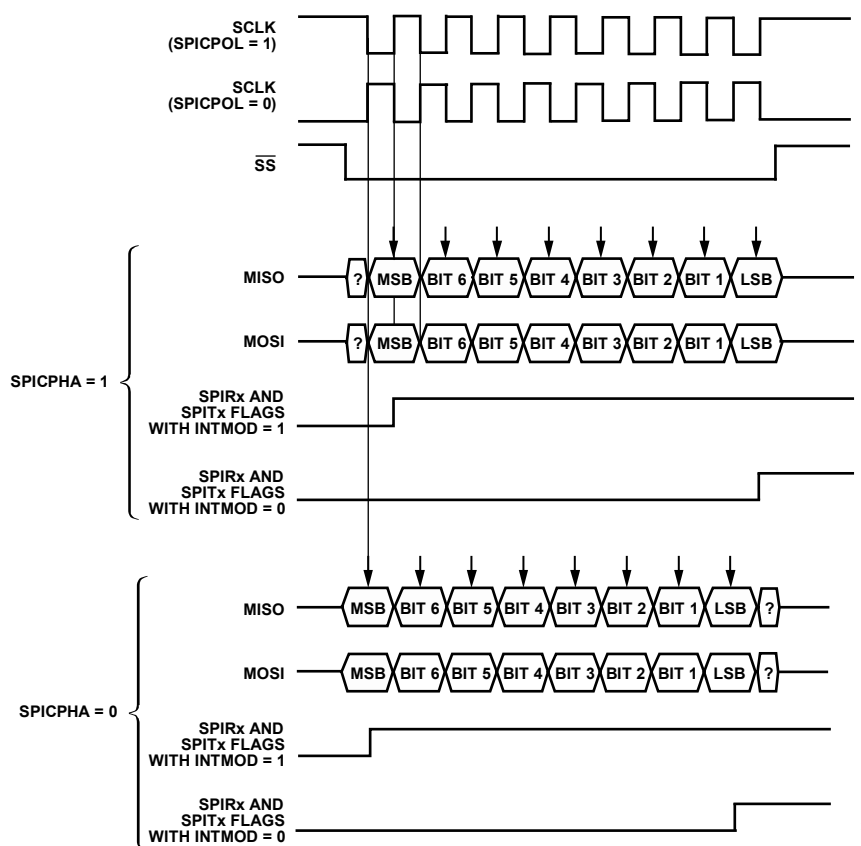 SCLK
(SPICPOL = 1)
SCLK
(SPICPOL = 0)
SS
MISO ? MSB BIT 6 BIT 5 BIT 4 BIT 3 BIT 2 BIT 1 LSB
MOSI ? MSB BIT 6 BIT 5 BIT 4 BIT 3 BIT 2 BIT 1 LSB
SPICPHA = 1
SPIRx AND
SPITx FLAGS
WITH INTMOD = 1
SPIRx AND
SPITx FLAGS
WITH INTMOD = 0
MISO MSB BIT 6 BIT 5 BIT 4 BIT 3 BIT 2 BIT 1 LSB ?
MOSI MSB BIT 6 BIT 5 BIT 4 BIT 3 BIT 2 BIT 1 LSB ?
SPICPHA = 0
SPIRx AND
SPITx FLAGS
WITH INTMOD = 1
SPIRx AND
SPITx FLAGS
WITH INTMOD = 0